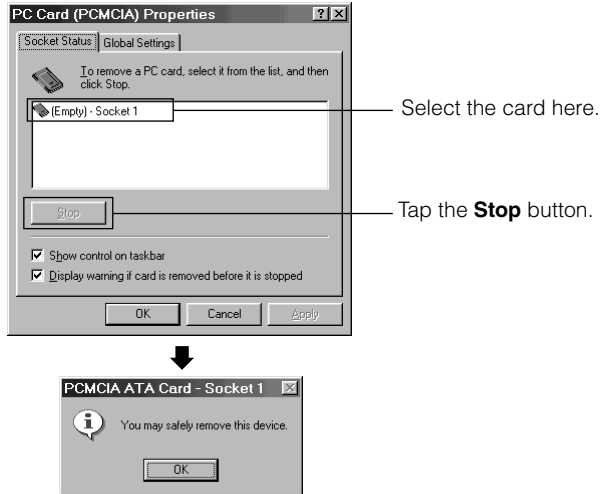 PC Card (PCMCIA) Properties
Socket Status
Global Settings
To remove a PC card, select it from the list, and then
click Stop.
(Empty) - Socket 1
Select the card here.
Stop
Tap the Stop button.
Show control on taskbar
Display warning if card is removed before it is stopped
OK
Cancel
Apply
PCMCIA ATA Card - Socket 1
You may safely remove this device.
OK